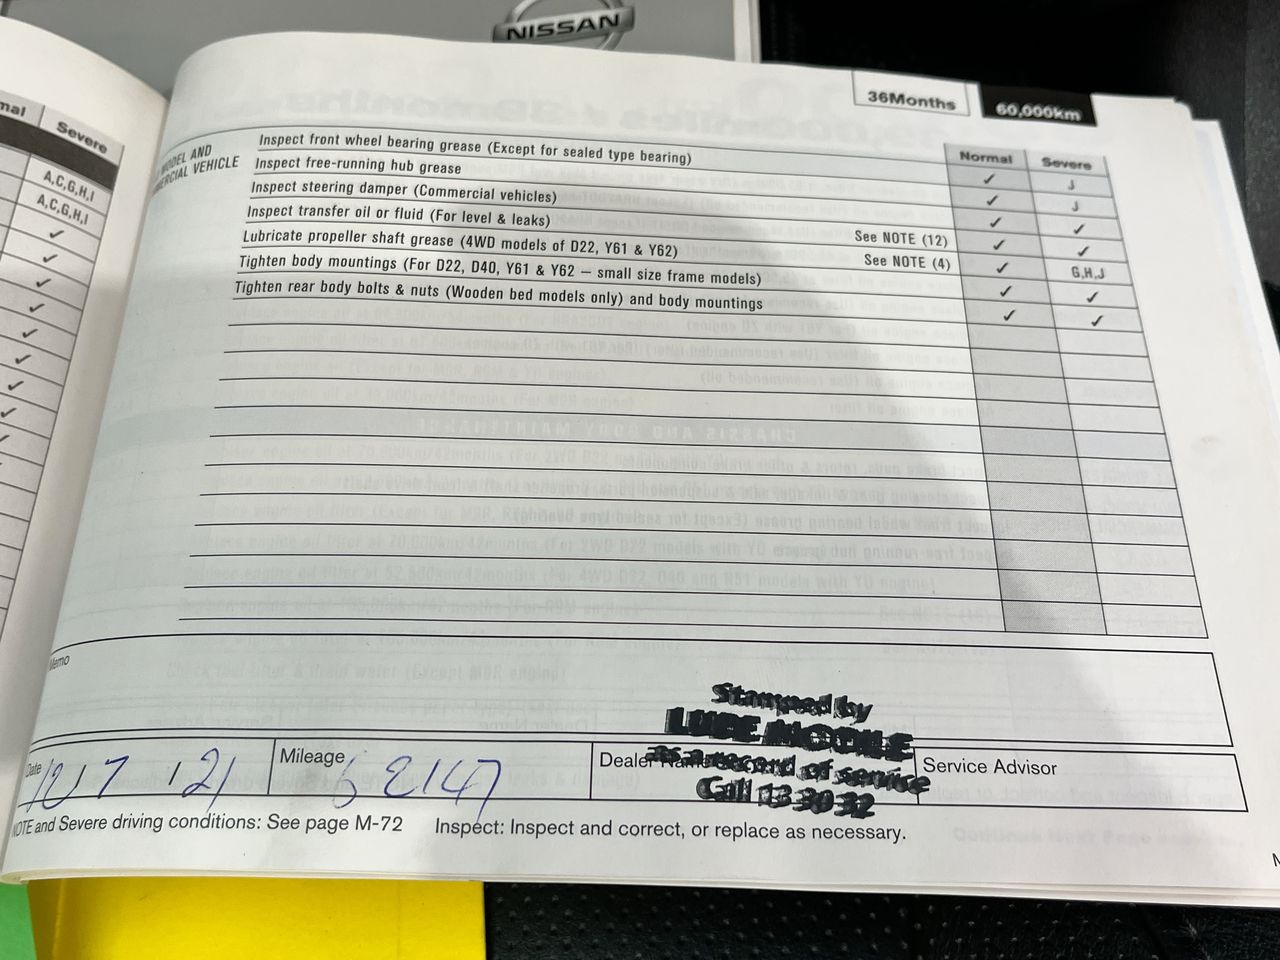 NISSAN
36Months
60,000km
Severe
A,C,G,H,I
A,C,G,H,I
Normal Severe
MODEL AND
COMMERCIAL VEHICLE
Inspect front wheel bearing grease (Except for sealed type bearing) ✓ J
Inspect free-running hub grease ✓ J
Inspect steering damper (Commercial vehicles) ✓ ✓
Inspect transfer oil or fluid (For level & leaks) See NOTE (12) ✓ ✓
Lubricate propeller shaft grease (4WD models of D22, Y61 & Y62) See NOTE (4) ✓ G,H,J
Tighten body mountings (For D22, D40, Y61 & Y62 – small size frame models) ✓ ✓
Tighten rear body bolts & nuts (Wooden bed models only) and body mountings ✓ ✓
Memo
Stamped by
LUBE MOBILE
as a record of service
Call 13 30 32
Date
Mileage
Dealer Name
Service Advisor
NOTE and Severe driving conditions: See page M-72 Inspect: Inspect and correct, or replace as necessary.